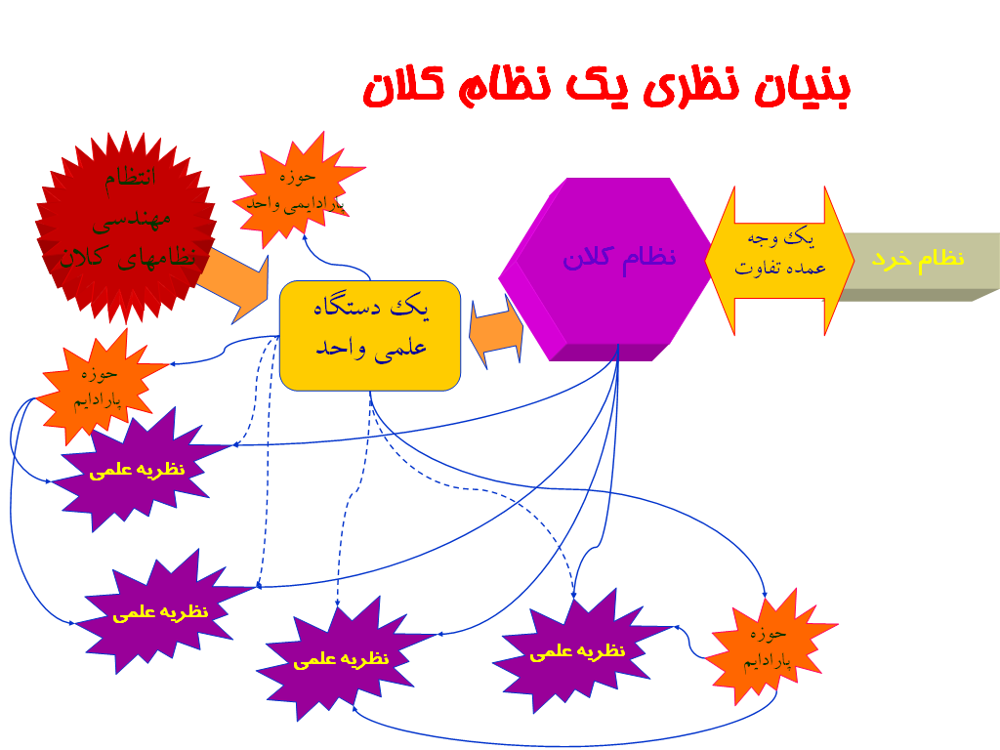 بنیان نظری یک نظام کلان
انتظام
مهندسی
نظامهای کلان
حوزه
پارادایمی واحد
نظام کلان
یک وجه
عمده تفاوت
نظام خرد
یک دستگاه
علمی واحد
حوزه
پارادایم
نظریه علمی
نظریه علمی
نظریه علمی
نظریه علمی
حوزه
پارادایم